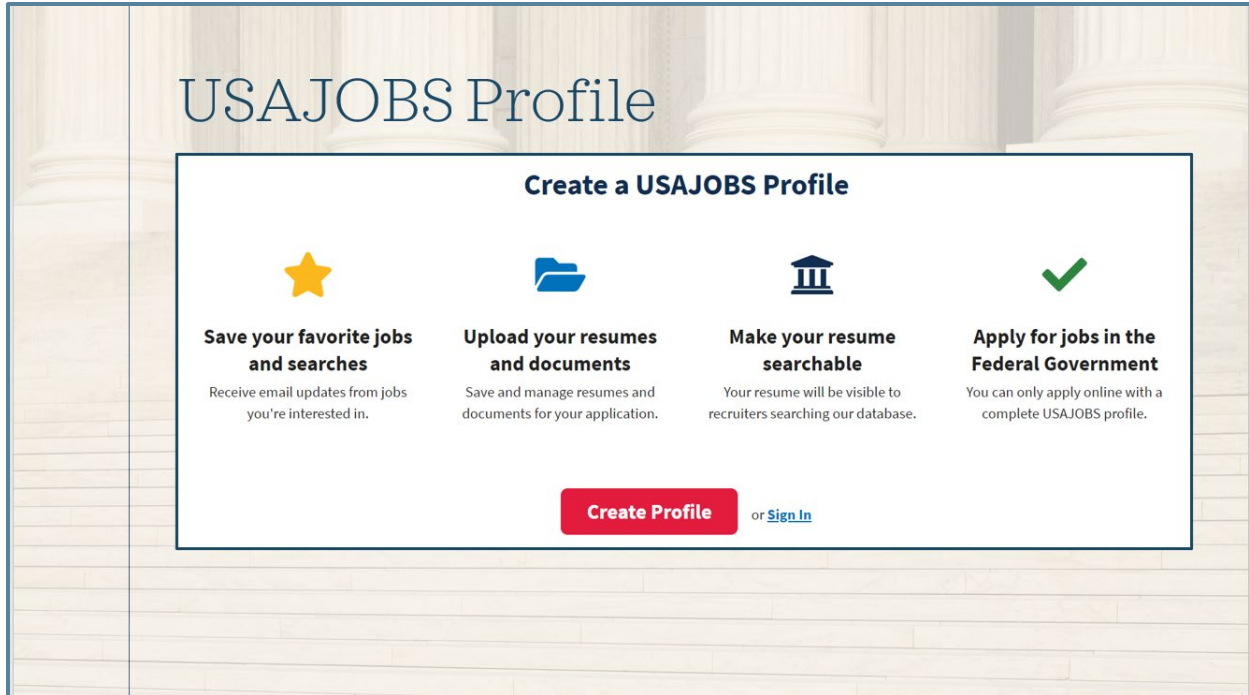 USAJOBS Profile
Create a USAJOBS Profile
Save your favorite jobs
and searches
Receive email updates from jobs
you're interested in.
Upload your resumes
and documents
Save and manage resumes and
documents for your application.
Make your resume
searchable
Your resume will be visible to
recruiters searching our database.
Apply for jobs in the
Federal Government
You can only apply online with a
complete USAJOBS profile.
Create Profile or Sign In